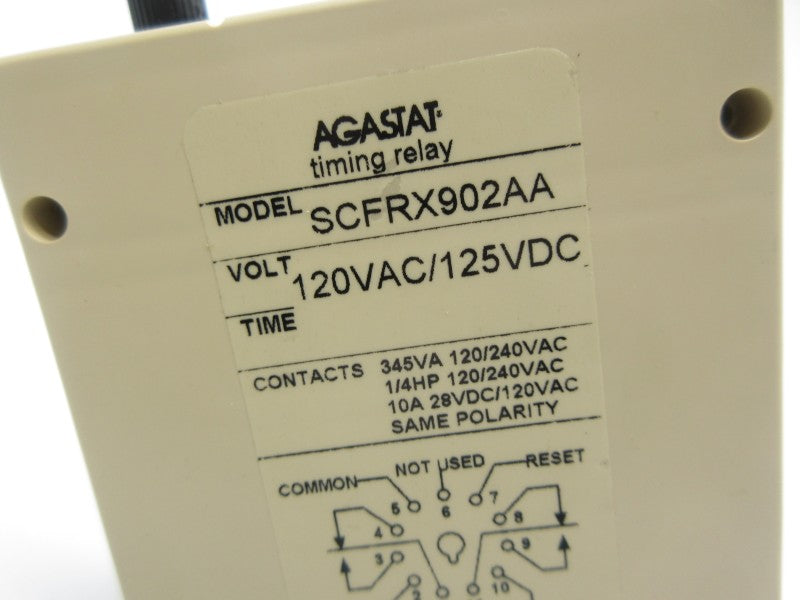 AGASTAT
timing relay
MODEL SCFRX902AA
VOLT 120VAC/125VDC
TIME
CONTACTS 345VA 120/240VAC
1/4HP 120/240VAC
10A 28VDC/120VAC
SAME POLARITY
COMMON NOT USED RESET
5 6 7
4 8
3 9
2 10